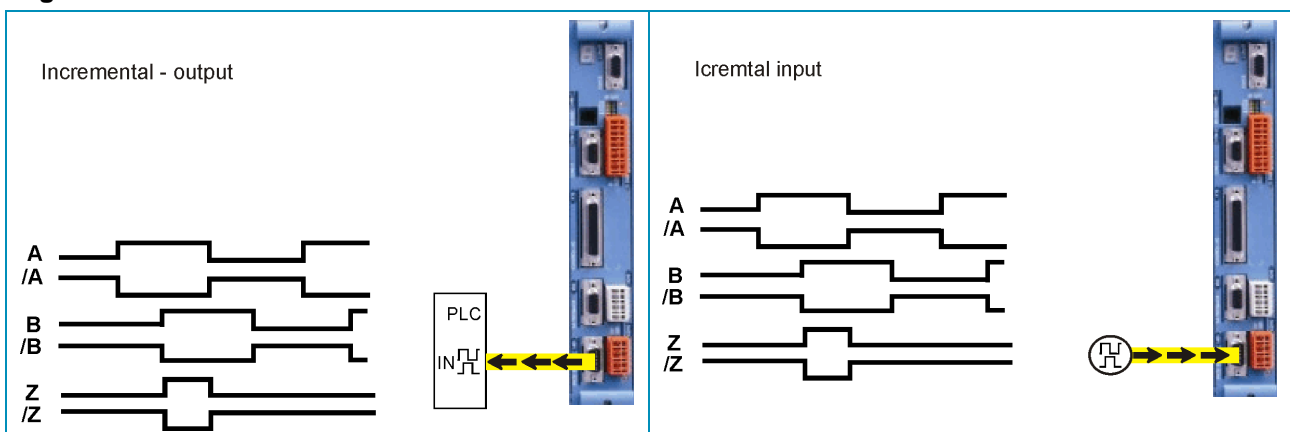 Incremental - output
A
/A
B
/B
Z
/Z
PLC
IN
Icremtal input
A
/A
B
/B
Z
/Z